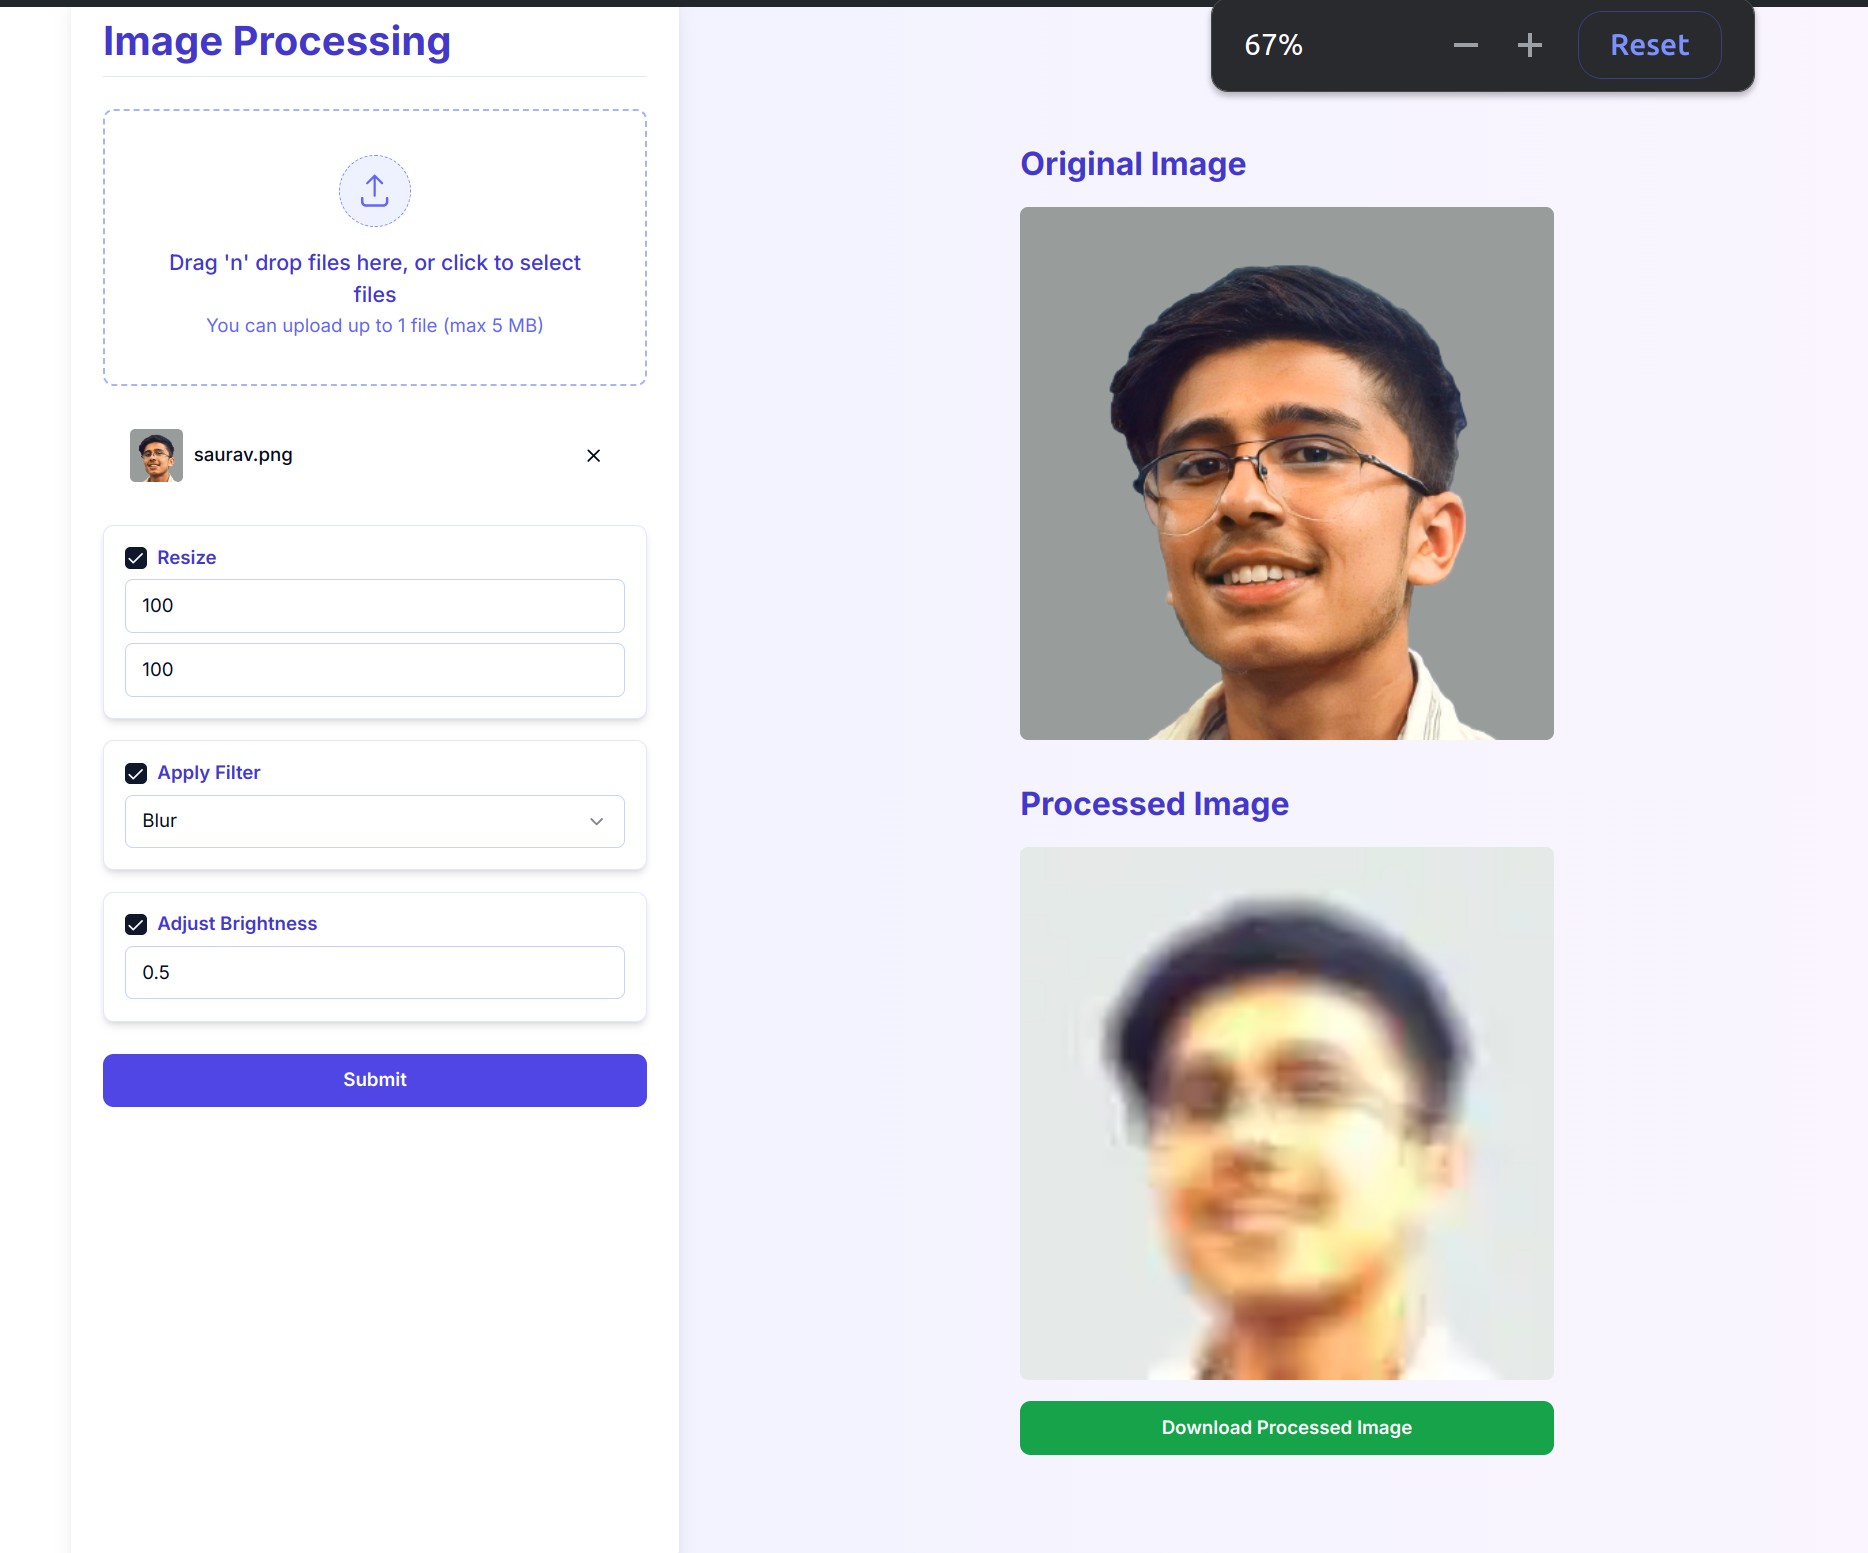 Image Processing
67%
Reset
Drag 'n' drop files here, or click to select
files
You can upload up to 1 file (max 5 MB)
saurav.png
Resize
100
100
Apply Filter
Blur
Adjust Brightness
0.5
Submit
Original Image
Processed Image
Download Processed Image